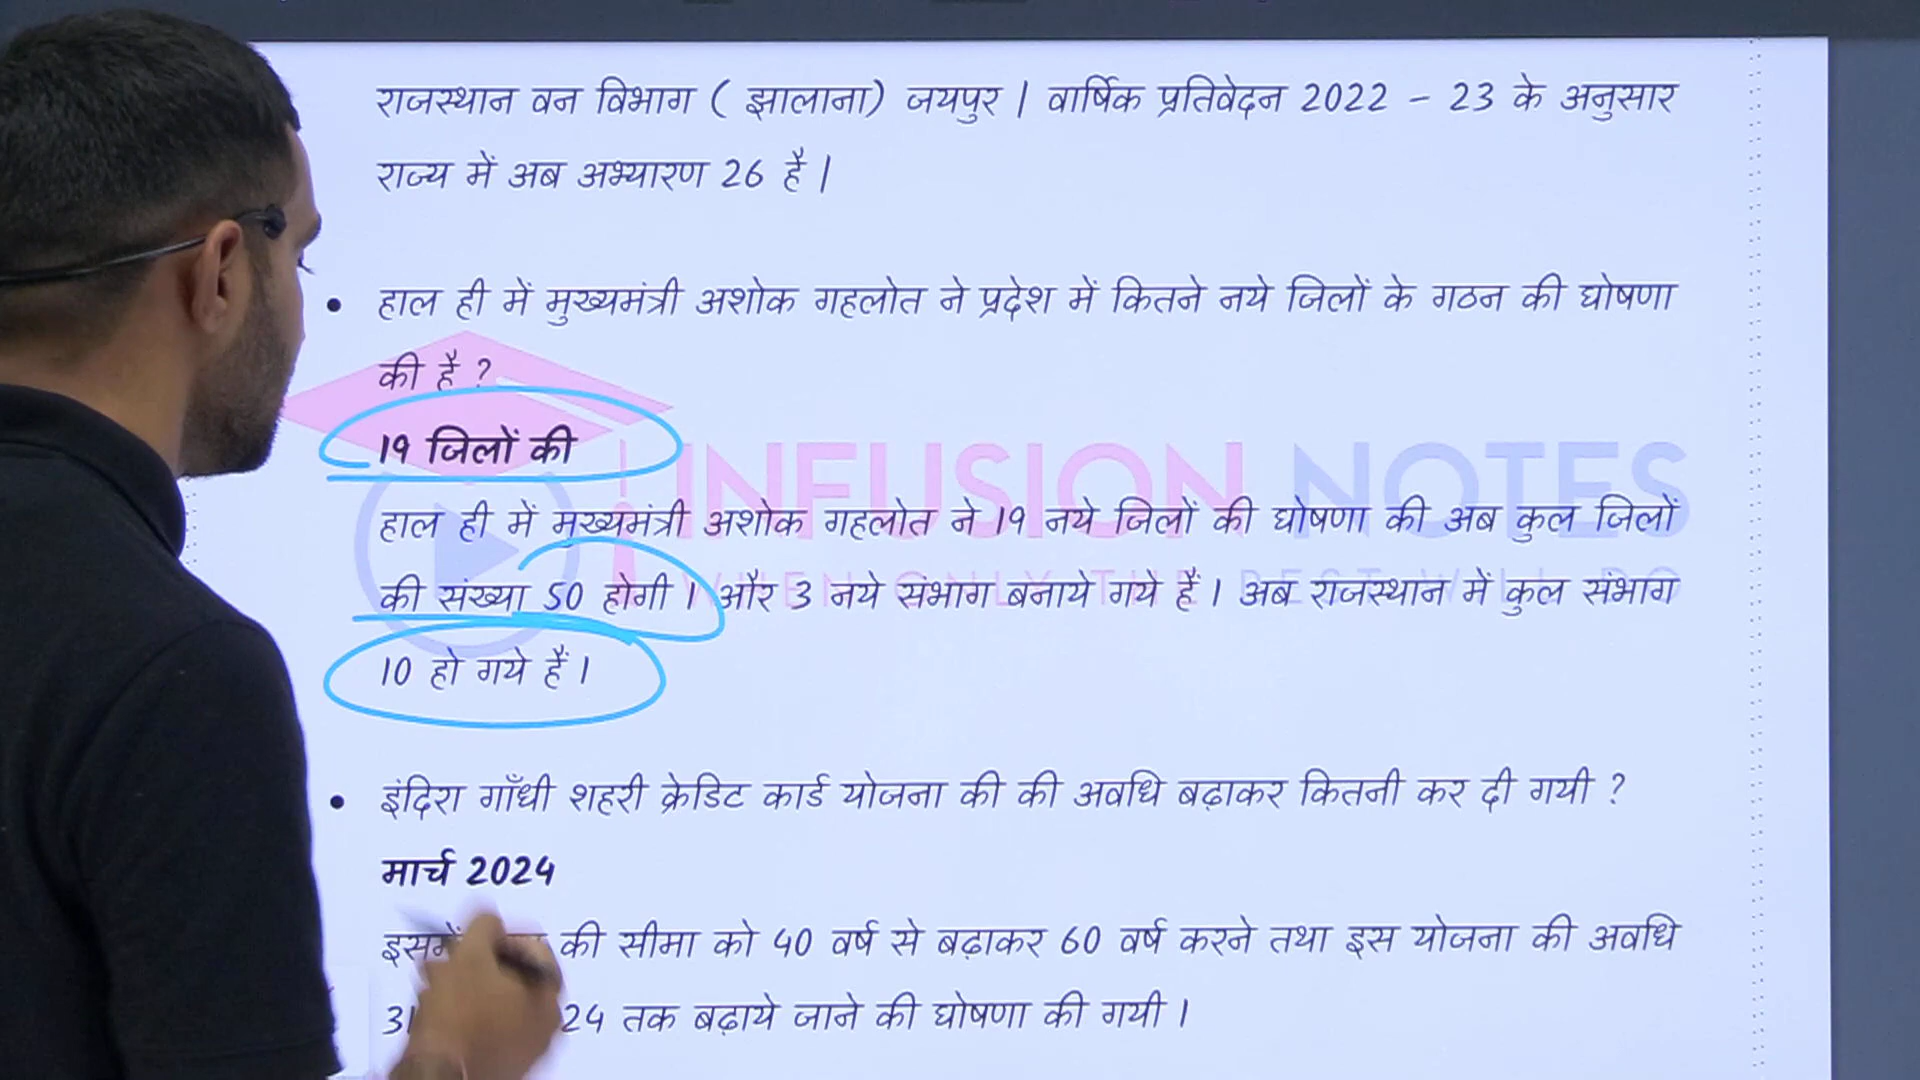 राजस्थान वन विभाग ( झालाना) जयपुर | वार्षिक प्रतिवेदन 2022 - 23 के अनुसार
राज्य में अब अभ्यारण 26 है |
• हाल ही में मुख्यमंत्री अशोक गहलोत ने प्रदेश में कितने नये जिलों के गठन की घोषणा
की है ?
19 जिलों की
INFUSION NOTES
हाल ही में मुख्यमंत्री अशोक गहलोत ने 19 नये जिलों की घोषणा की अब कुल जिलों
की संख्या 50 होगी । और 3 नये संभाग बनाये गये हैं । अब राजस्थान में कुल संभाग
10 हो गये हैं ।
• इंदिरा गाँधी शहरी क्रेडिट कार्ड योजना की की अवधि बढ़ाकर कितनी कर दी गयी ?
मार्च 2024
की सीमा को 40 वर्ष से बढ़ाकर 60 वर्ष करने तथा इस योजना की अवधि
31 24 तक बढ़ाये जाने की घोषणा की गयी ।